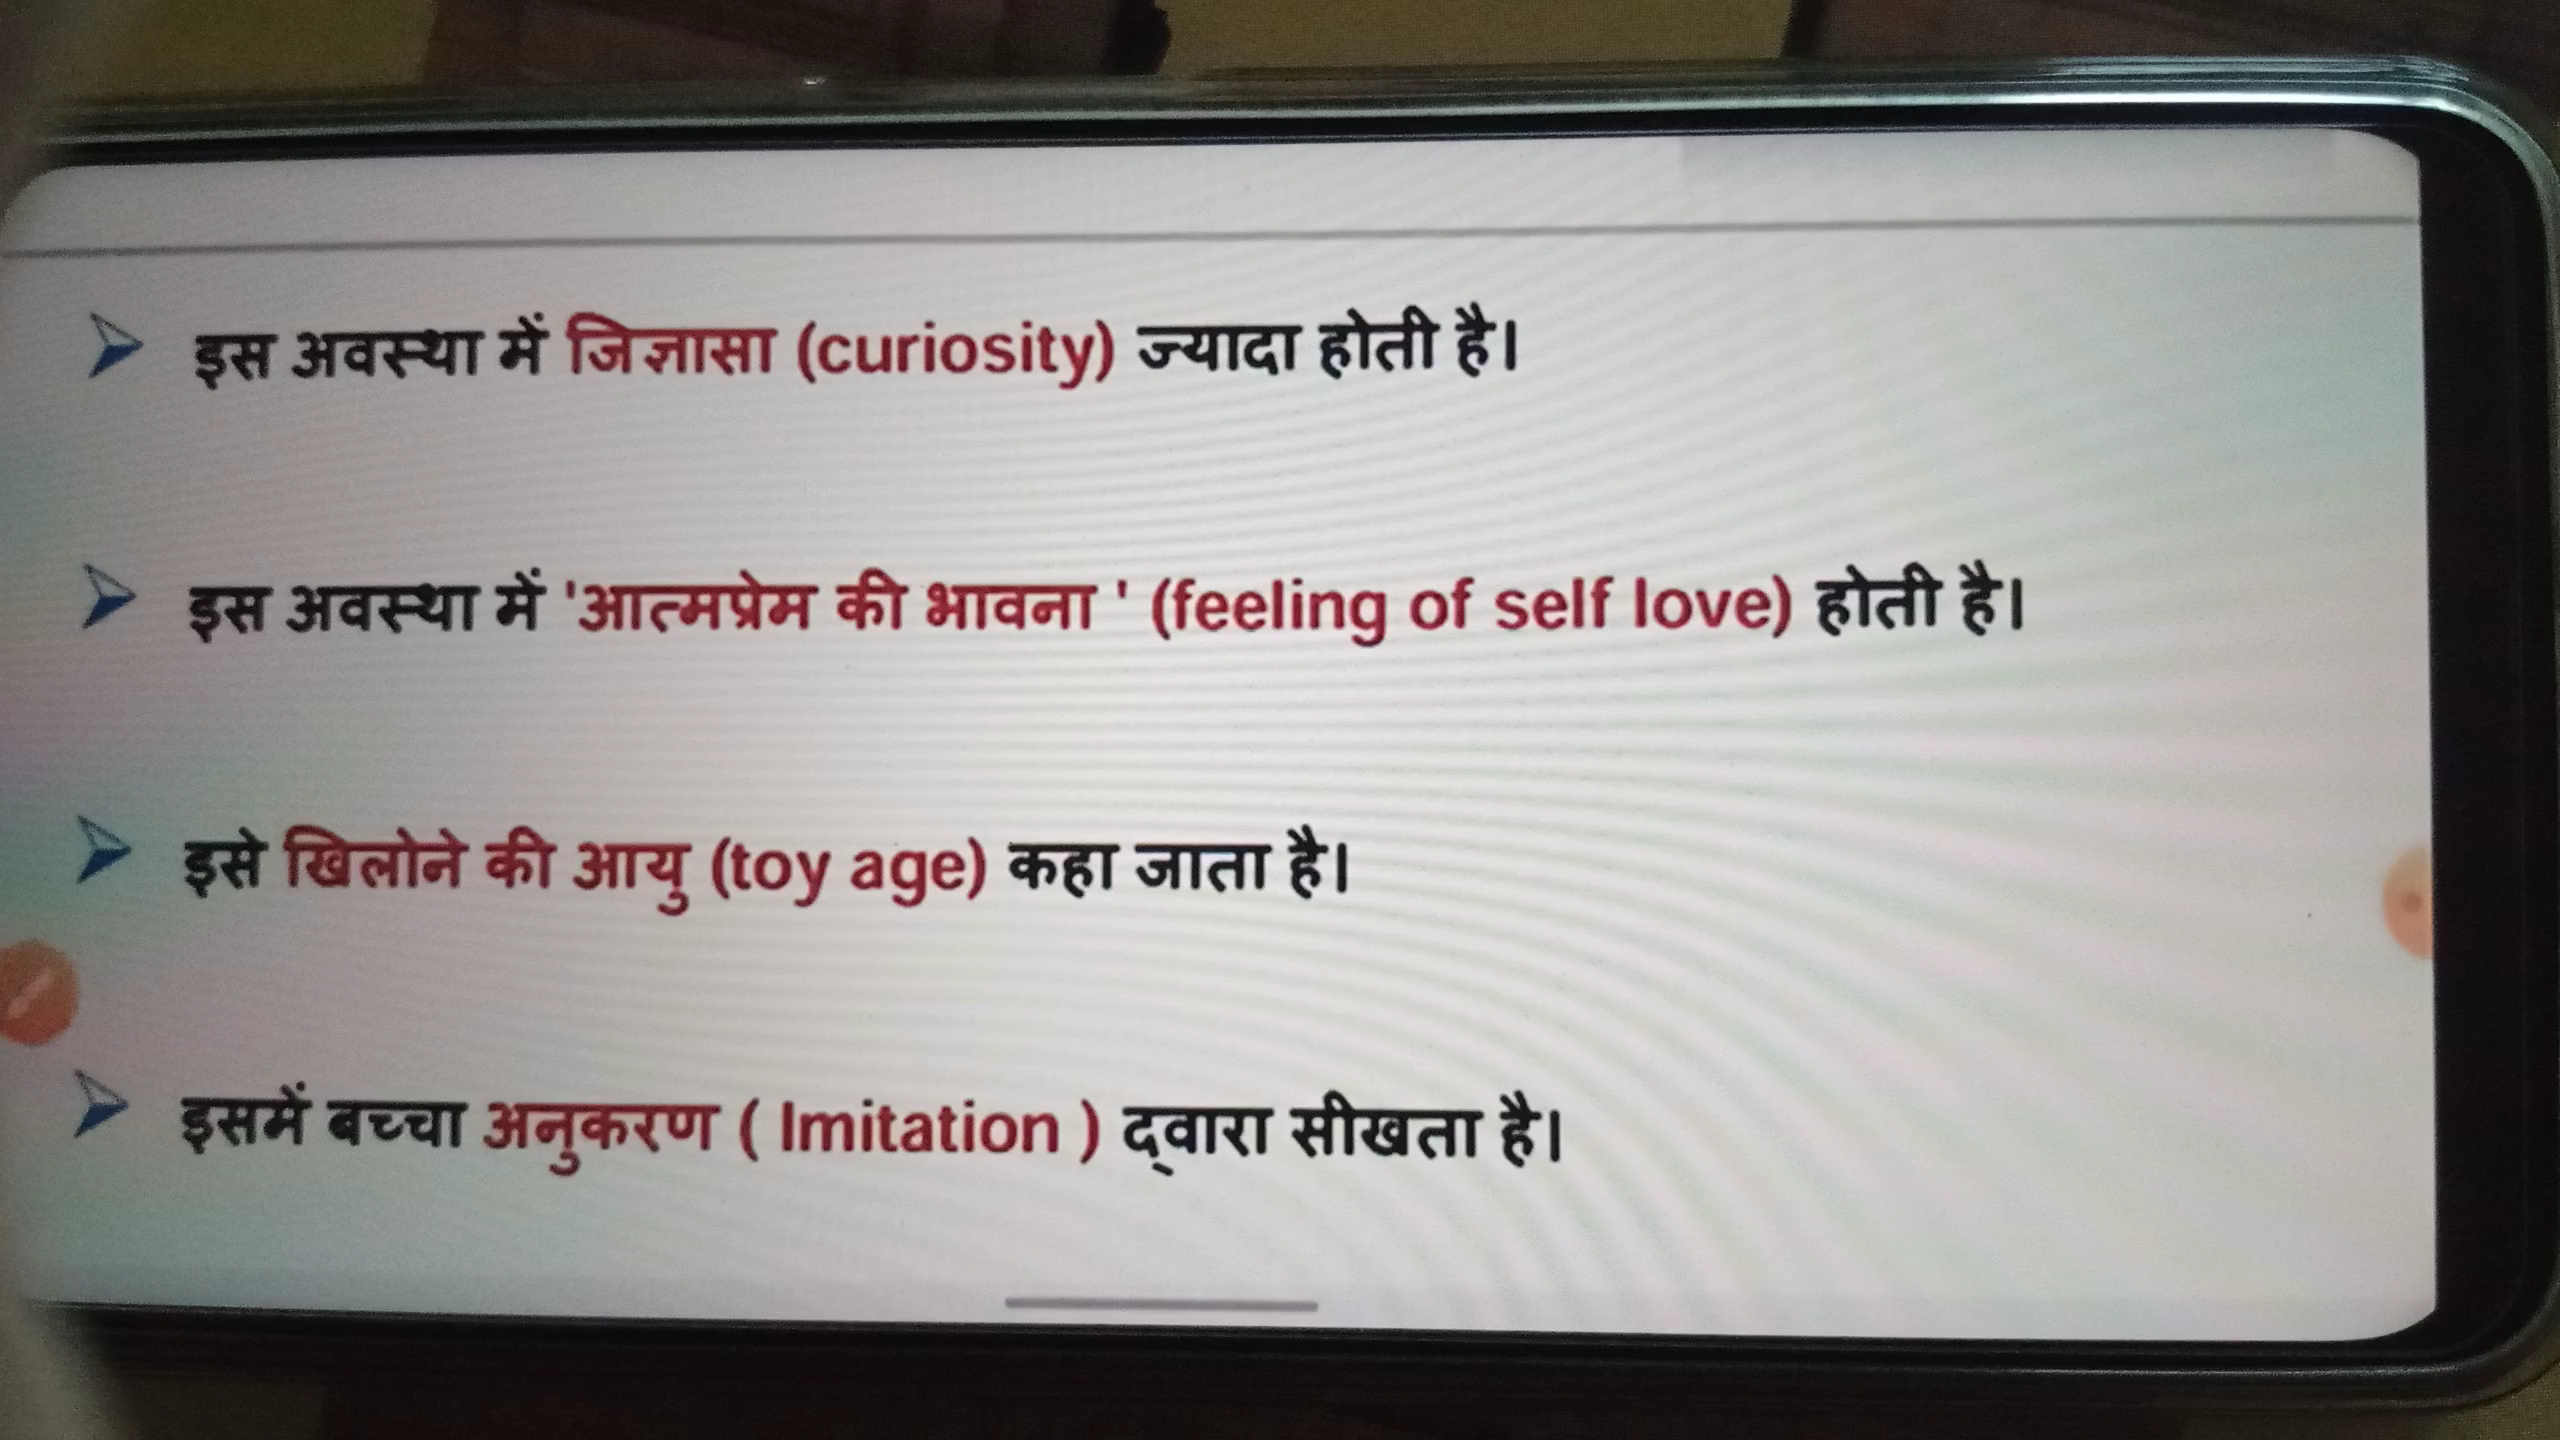 इस अवस्था में जिज्ञासा (curiosity) ज्यादा होती है।
इस अवस्था में 'आत्मप्रेम की भावना ' (feeling of self love) होती है।
इसे खिलोने की आयु (toy age) कहा जाता है।
इसमें बच्चा अनुकरण ( Imitation ) द्वारा सीखता है।